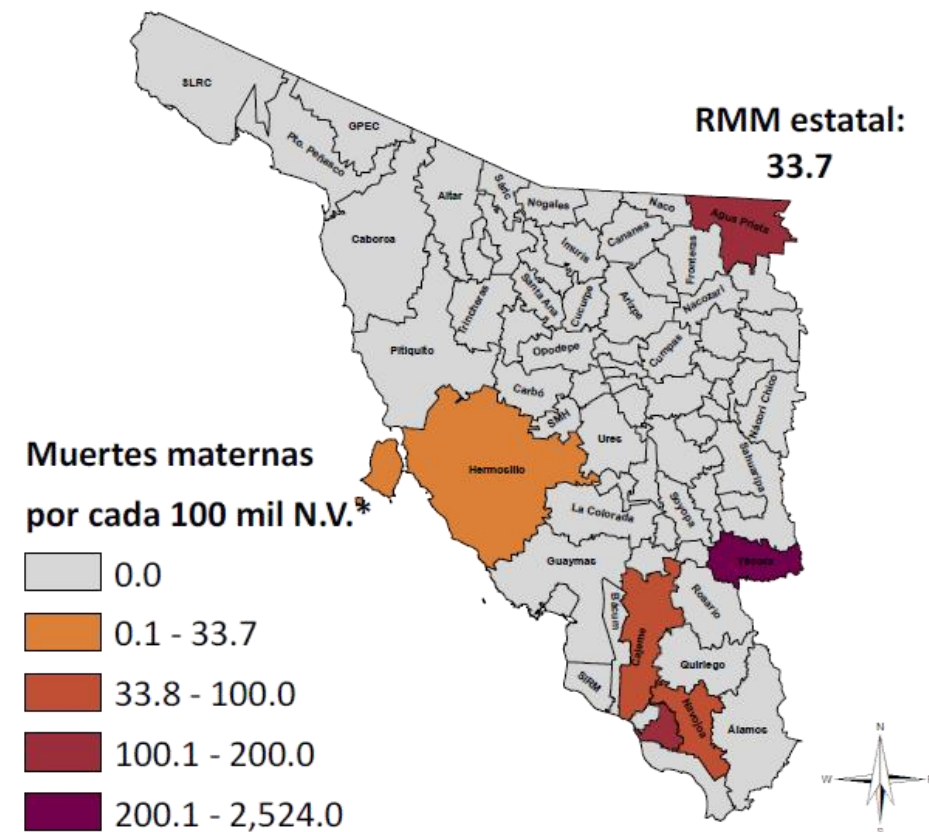 SLRC
GPEC
Pto. Peñasco
RMM estatal:
33.7
Altar
Sáric
Nogales
Naco
Agua Prieta
Caborca
Imuris
Cananea
Fronteras
Trincheras
Santa Ana
Cucurpe
Arizpe
Nacozari
Pitiquito
Opodepe
Cumpas
Carbó
SMH
Nácori Chico
Ures
Sahuaripa
Muertes maternas
por cada 100 mil N.V.*
Hermosillo
La Colorada
Soyopa
Guaymas
Yécora
0.0
Bácum
Rosario
0.1 - 33.7
Cajeme
Quiriego
33.8 - 100.0
SIRM
Navojoa
Álamos
100.1 - 200.0
200.1 - 2,524.0
N
W